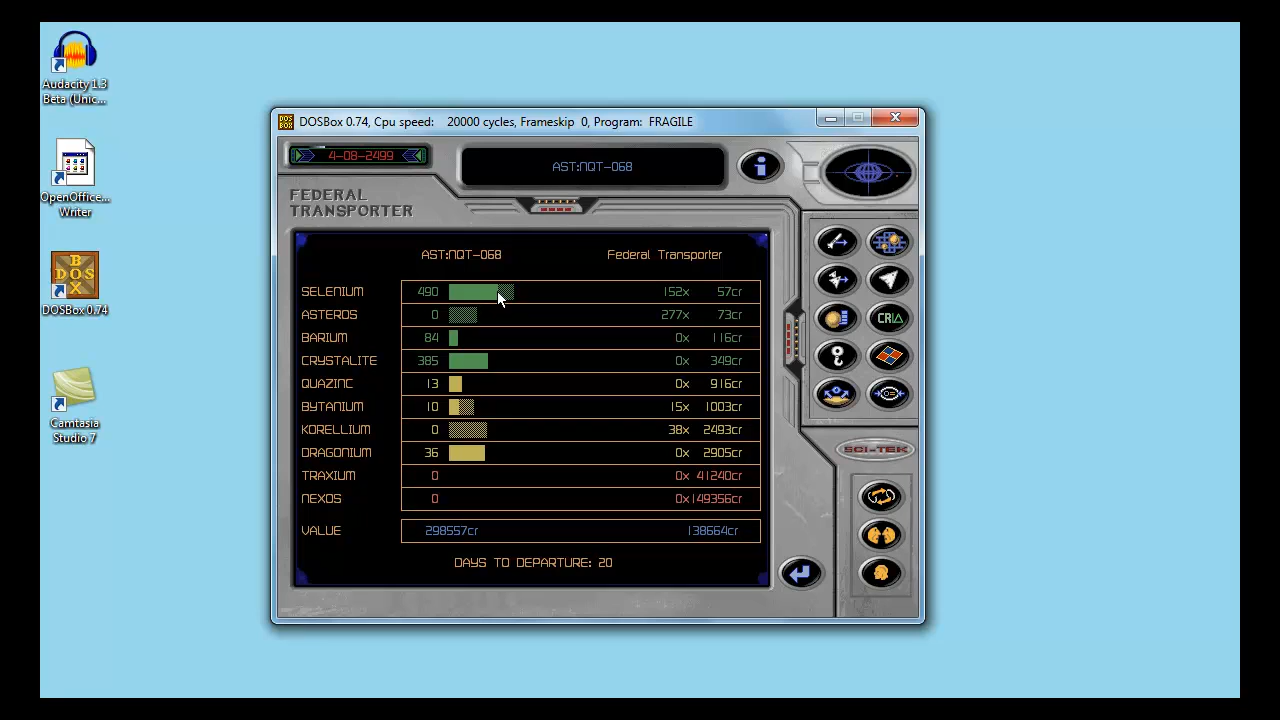 Audacity 1.3
Beta (Unic...
OpenOffice...
Writer
DOSBox 0.74
Camtasia
Studio 7
DOSBox 0.74, Cpu speed: 20000 cycles, Frameskip 0, Program: FRAGILE
4-08-2499
AST:NQT-068
FEDERAL
TRANSPORTER
AST:NQT-068 Federal Transporter
SELENIUM 490 152x 57cr
ASTEROS 0 277x 73cr
BARIUM 84 0x 116cr
CRYSTALITE 385 0x 349cr
QUAZINC 13 0x 916cr
BYTANIUM 10 15x 1003cr
KORELLIUM 0 38x 2493cr
DRAGONIUM 36 0x 2905cr
TRAXIUM 0 0x 41240cr
NEXOS 0 0x149356cr
VALUE 298557cr 138664cr
DAYS TO DEPARTURE: 20
CRIΔ
SCI-TEK